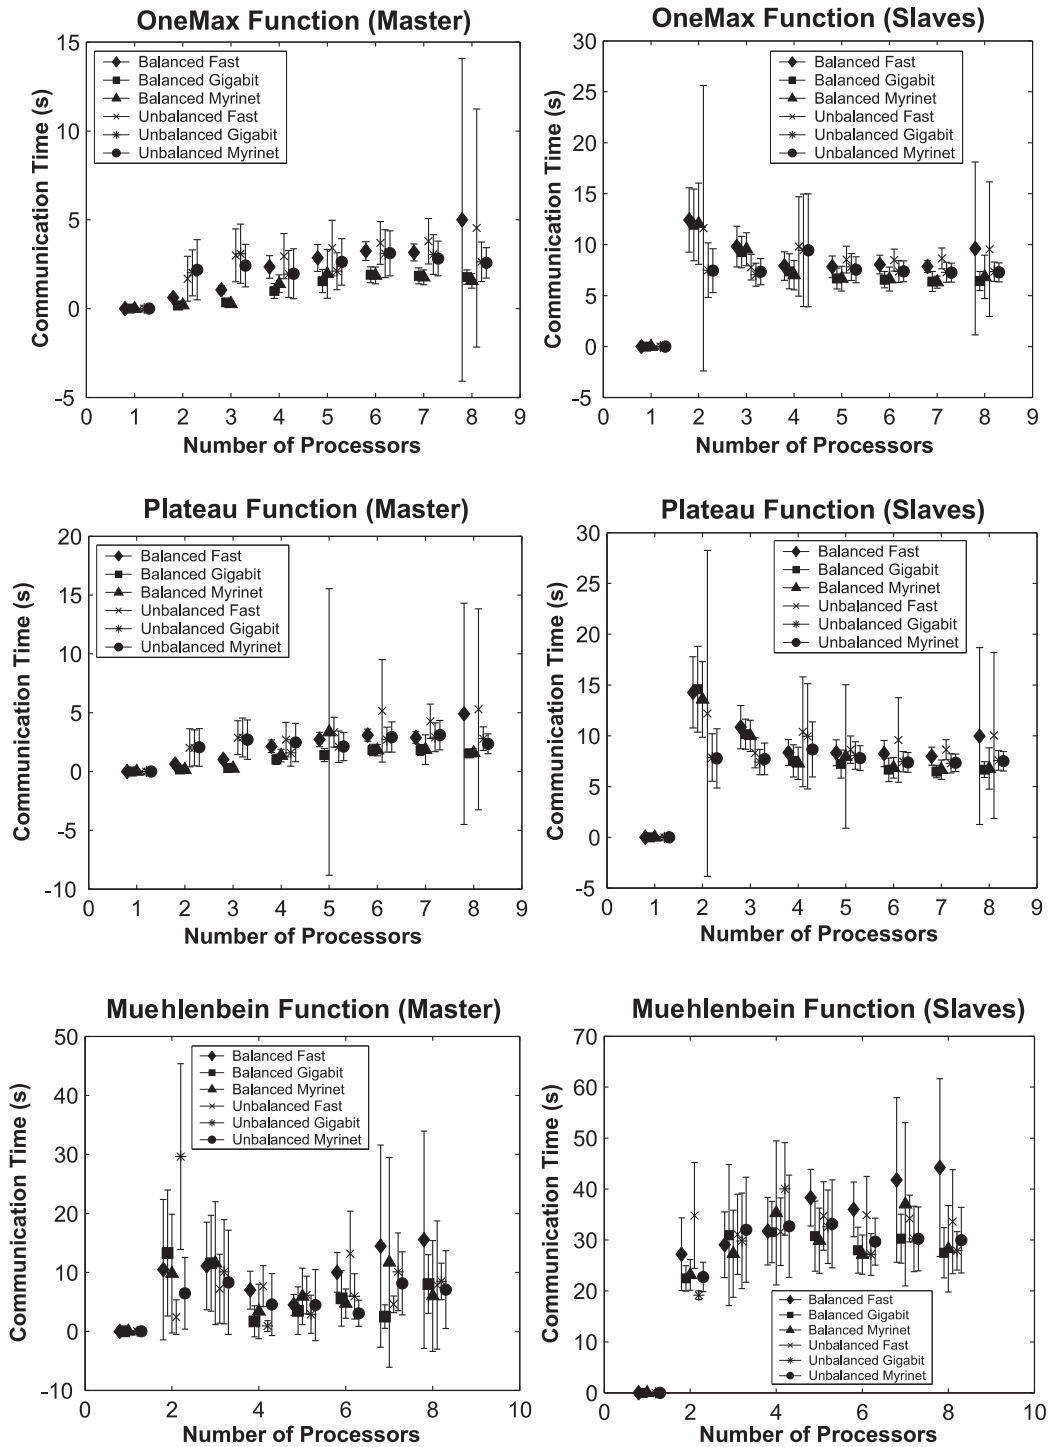 OneMax Function (Master)
Communication Time (s)
15
10
5
0
-5
Balanced Fast
Balanced Gigabit
Balanced Myrinet
Unbalanced Fast
Unbalanced Gigabit
Unbalanced Myrinet
0 1 2 3 4 5 6 7 8 9
Number of Processors
OneMax Function (Slaves)
Communication Time (s)
30
25
20
15
10
5
0
-5
Balanced Fast
Balanced Gigabit
Balanced Myrinet
Unbalanced Fast
Unbalanced Gigabit
Unbalanced Myrinet
0 1 2 3 4 5 6 7 8 9
Number of Processors
Plateau Function (Master)
Communication Time (s)
20
15
10
5
0
-5
-10
Balanced Fast
Balanced Gigabit
Balanced Myrinet
Unbalanced Fast
Unbalanced Gigabit
Unbalanced Myrinet
0 1 2 3 4 5 6 7 8 9
Number of Processors
Plateau Function (Slaves)
Communication Time (s)
30
25
20
15
10
5
0
-5
Balanced Fast
Balanced Gigabit
Balanced Myrinet
Unbalanced Fast
Unbalanced Gigabit
Unbalanced Myrinet
0 1 2 3 4 5 6 7 8 9
Number of Processors
Muehlenbein Function (Master)
Communication Time (s)
50
40
30
20
10
0
-10
Balanced Fast
Balanced Gigabit
Balanced Myrinet
Unbalanced Fast
Unbalanced Gigabit
Unbalanced Myrinet
0 2 4 6 8 10
Number of Processors
Muehlenbein Function (Slaves)
Communication Time (s)
70
60
50
40
30
20
10
0
Balanced Fast
Balanced Gigabit
Balanced Myrinet
Unbalanced Fast
Unbalanced Gigabit
Unbalanced Myrinet
0 2 4 6 8 10
Number of Processors